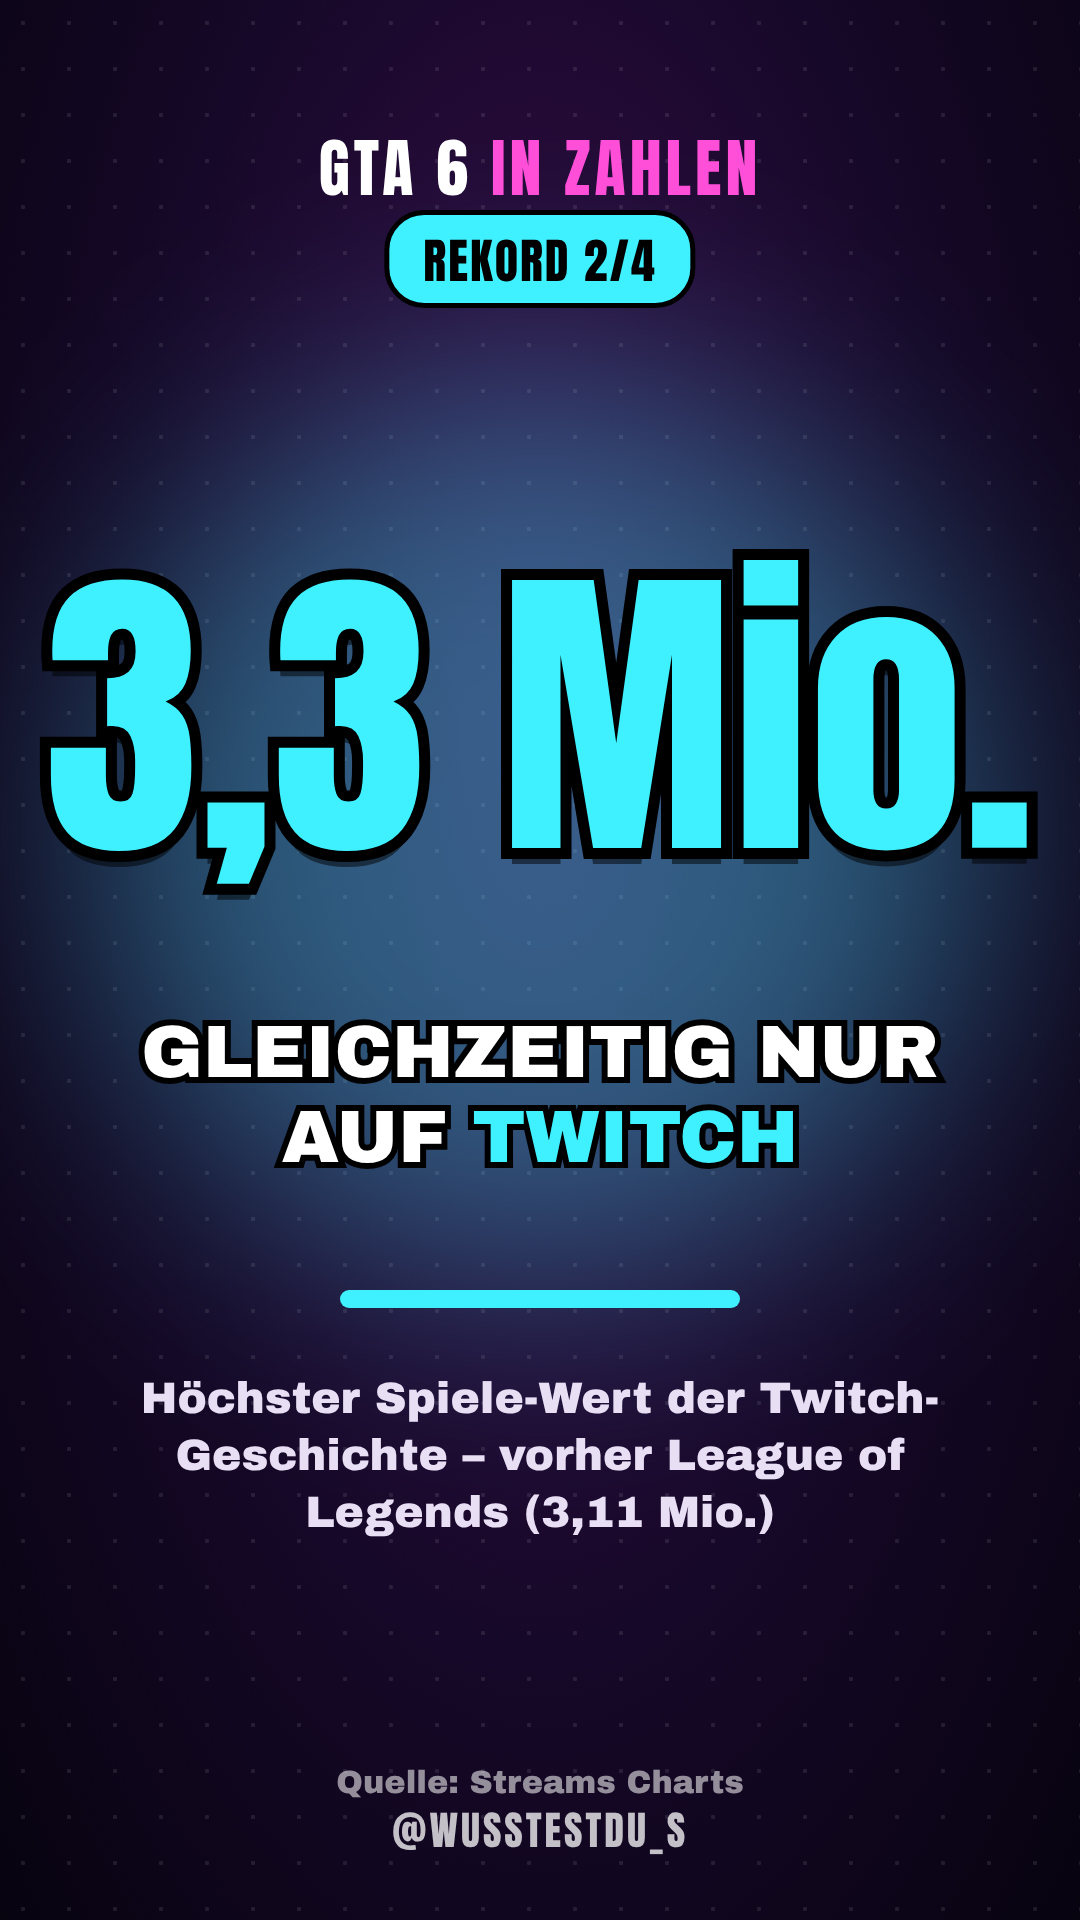 GTA 6 IN ZAHLEN
REKORD 2/4
3,3 Mio.
GLEICHZEITIG NUR
AUF TWITCH
Höchster Spiele-Wert der Twitch-
Geschichte – vorher League of
Legends (3,11 Mio.)
Quelle: Streams Charts
@WUSSTESTDU_S